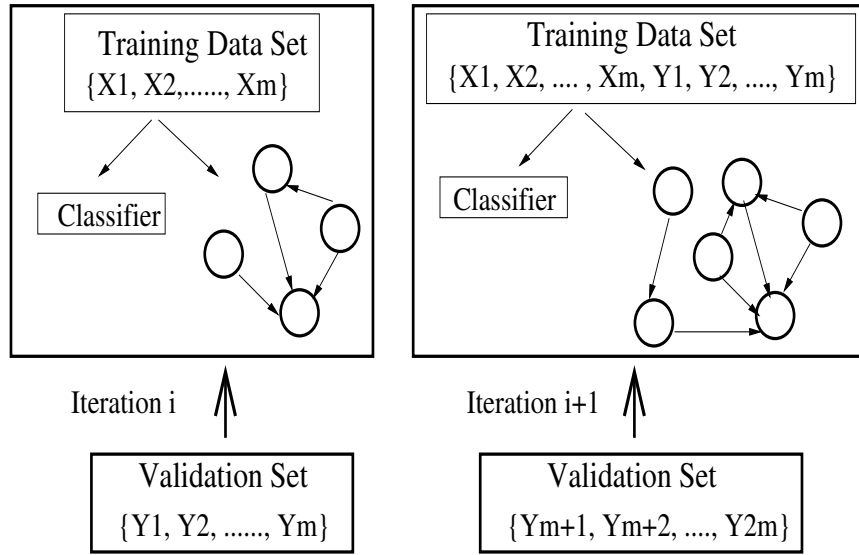 Training Data Set
{X1, X2,......, Xm}
Classifier
Iteration i
Validation Set
{Y1, Y2, ......, Ym}
Training Data Set
{X1, X2, .... , Xm, Y1, Y2, ...., Ym}
Classifier
Iteration i+1
Validation Set
{Ym+1, Ym+2, ...., Y2m}